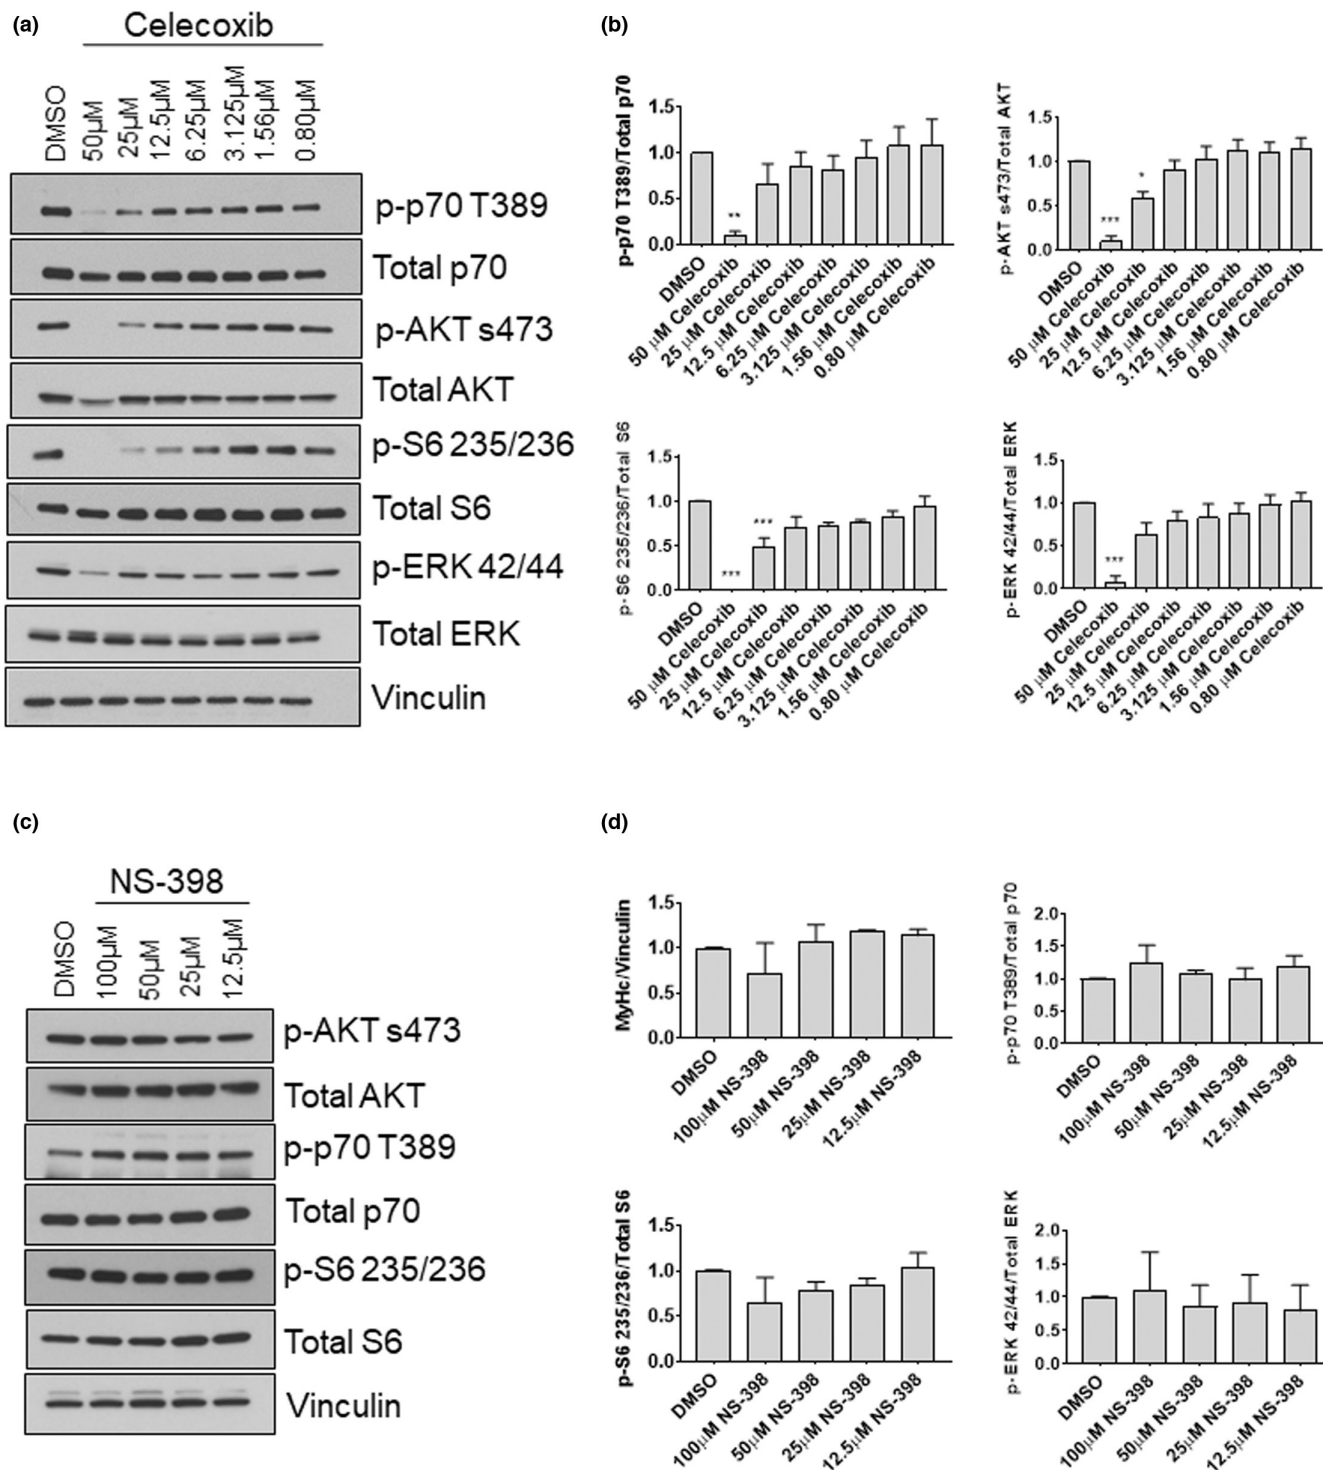 (a)
Celecoxib
DMSO
50µM
25µM
12.5µM
6.25µM
3.125µM
1.56µM
0.80µM
p-p70 T389
Total p70
p-AKT s473
Total AKT
p-S6 235/236
Total S6
p-ERK 42/44
Total ERK
Vinculin
(b)
p-p70 T389/Total p70
1.5
1.0
0.5
0.0
**
DMSO
50 µM Celecoxib
25 µM Celecoxib
12.5 µM Celecoxib
6.25 µM Celecoxib
3.125 µM Celecoxib
1.56 µM Celecoxib
0.80 µM Celecoxib
p-AKT s473/Total AKT
1.5
1.0
0.5
0.0
***
*
DMSO
50 µM Celecoxib
25 µM Celecoxib
12.5 µM Celecoxib
6.25 µM Celecoxib
3.125 µM Celecoxib
1.56 µM Celecoxib
0.80 µM Celecoxib
p-S6 235/236/Total S6
1.5
1.0
0.5
0.0
***
***
DMSO
50 µM Celecoxib
25 µM Celecoxib
12.5 µM Celecoxib
6.25 µM Celecoxib
3.125 µM Celecoxib
1.56 µM Celecoxib
0.80 µM Celecoxib
p-ERK 42/44/Total ERK
1.5
1.0
0.5
0.0
***
DMSO
50 µM Celecoxib
25 µM Celecoxib
12.5 µM Celecoxib
6.25 µM Celecoxib
3.125 µM Celecoxib
1.56 µM Celecoxib
0.80 µM Celecoxib
(c)
NS-398
DMSO
100µM
50µM
25µM
12.5µM
p-AKT s473
Total AKT
p-p70 T389
Total p70
p-S6 235/236
Total S6
Vinculin
(d)
MyHc/Vinculin
1.5
1.0
0.5
0.0
DMSO
100µM NS-398
50µM NS-398
25µM NS-398
12.5µM NS-398
p-p70 T389/Total p70
2.0
1.5
1.0
0.5
0.0
DMSO
100µM NS-398
50µM NS-398
25µM NS-398
12.5µM NS-398
p-S6 235/236/Total S6
1.5
1.0
0.5
0.0
DMSO
100µM NS-398
50µM NS-398
25µM NS-398
12.5µM NS-398
p-ERK 42/44/Total ERK
2.0
1.5
1.0
0.5
0.0
DMSO
100µM NS-398
50µM NS-398
25µM NS-398
12.5µM NS-398